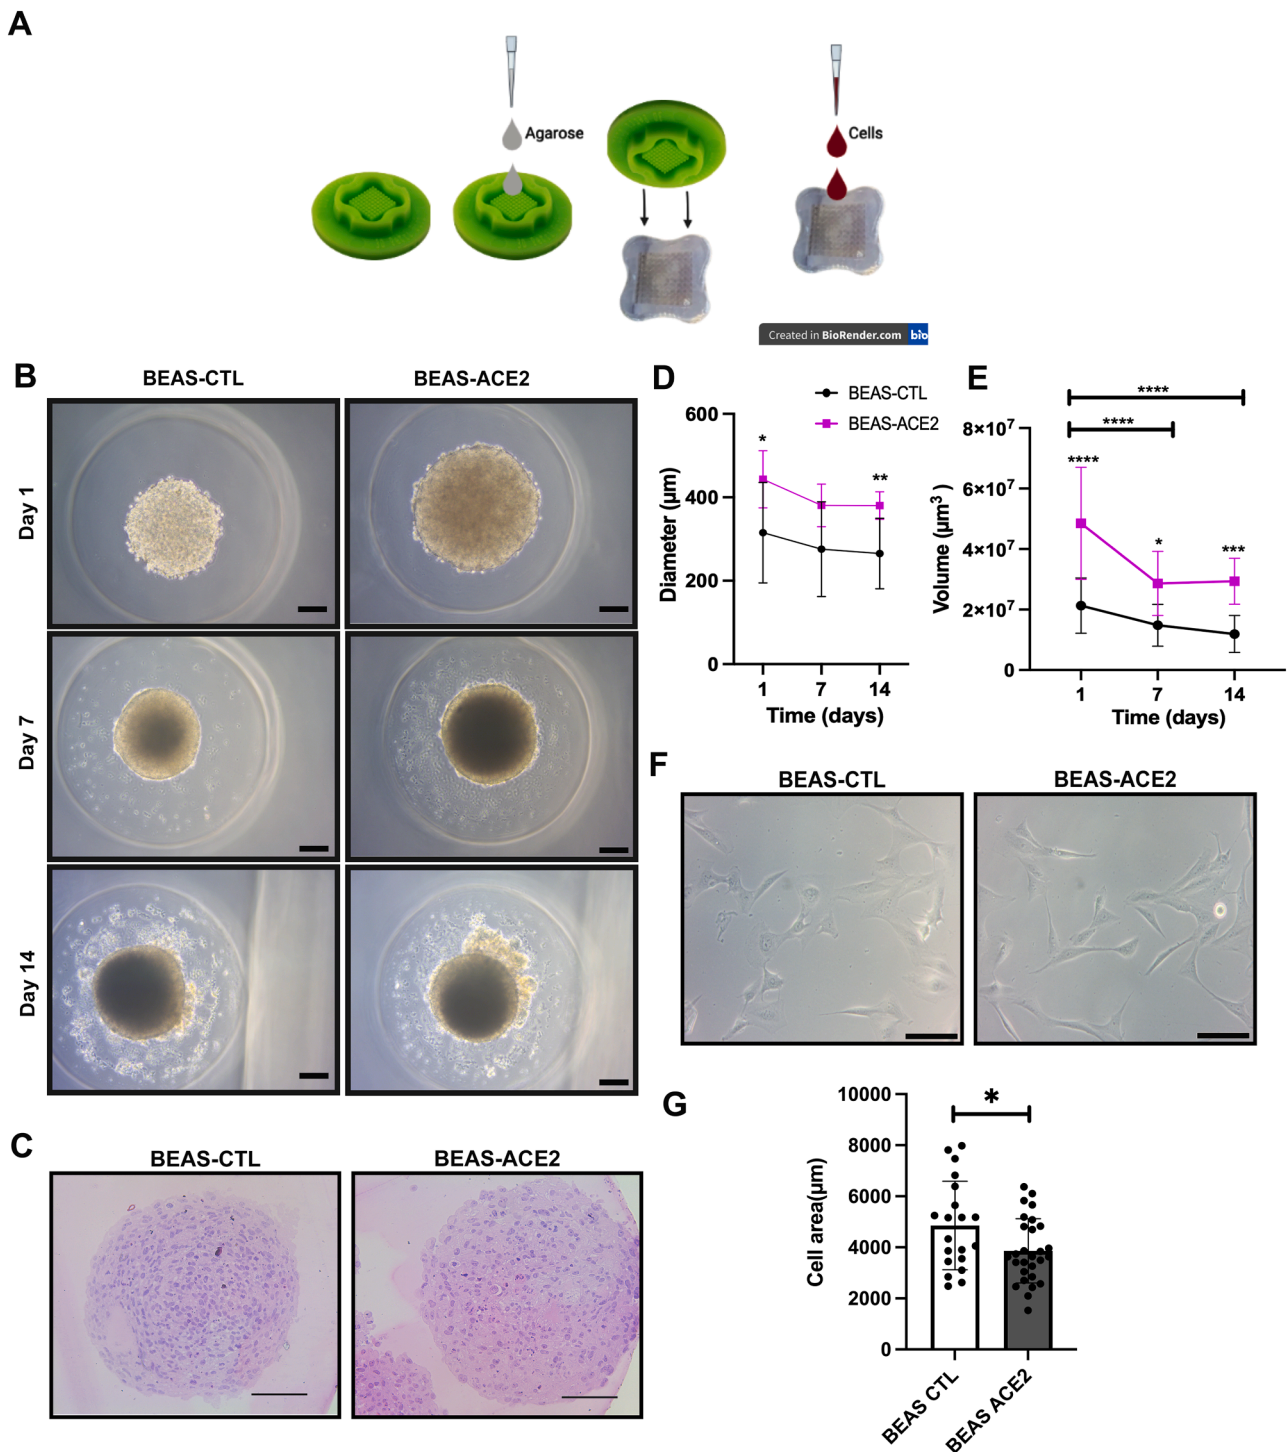 A
Agarose
Cells
Created in BioRender.com bio
B
BEAS-CTL
BEAS-ACE2
Day 1
Day 7
Day 14
C
BEAS-CTL
BEAS-ACE2
D
BEAS-CTL
BEAS-ACE2
Diameter (µm)
600
400
200
0
*
**
1 7 14
Time (days)
E
****
****
****
*
***
Volume (µm³ )
8×10⁷
6×10⁷
4×10⁷
2×10⁷
0
1 7 14
Time (days)
F
BEAS-CTL
BEAS-ACE2
G
*
Cell area(µm)
10000
8000
6000
4000
2000
0
BEAS CTL
BEAS ACE2